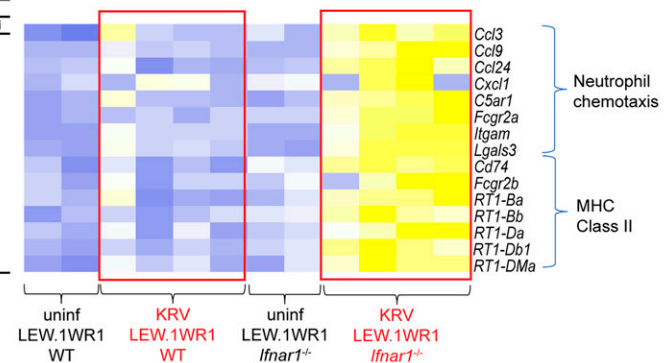 Ccl3
Ccl9
Ccl24
Cxcl1
C5ar1
Fcgr2a
Itgam
Lgals3
Cd74
Fcgr2b
RT1-Ba
RT1-Bb
RT1-Da
RT1-Db1
RT1-DMa
Neutrophil
chemotaxis
MHC
Class II
uninf
LEW.1WR1
WT
KRV
LEW.1WR1
WT
uninf
LEW.1WR1
Ifnar1-/-
KRV
LEW.1WR1
Ifnar1-/-